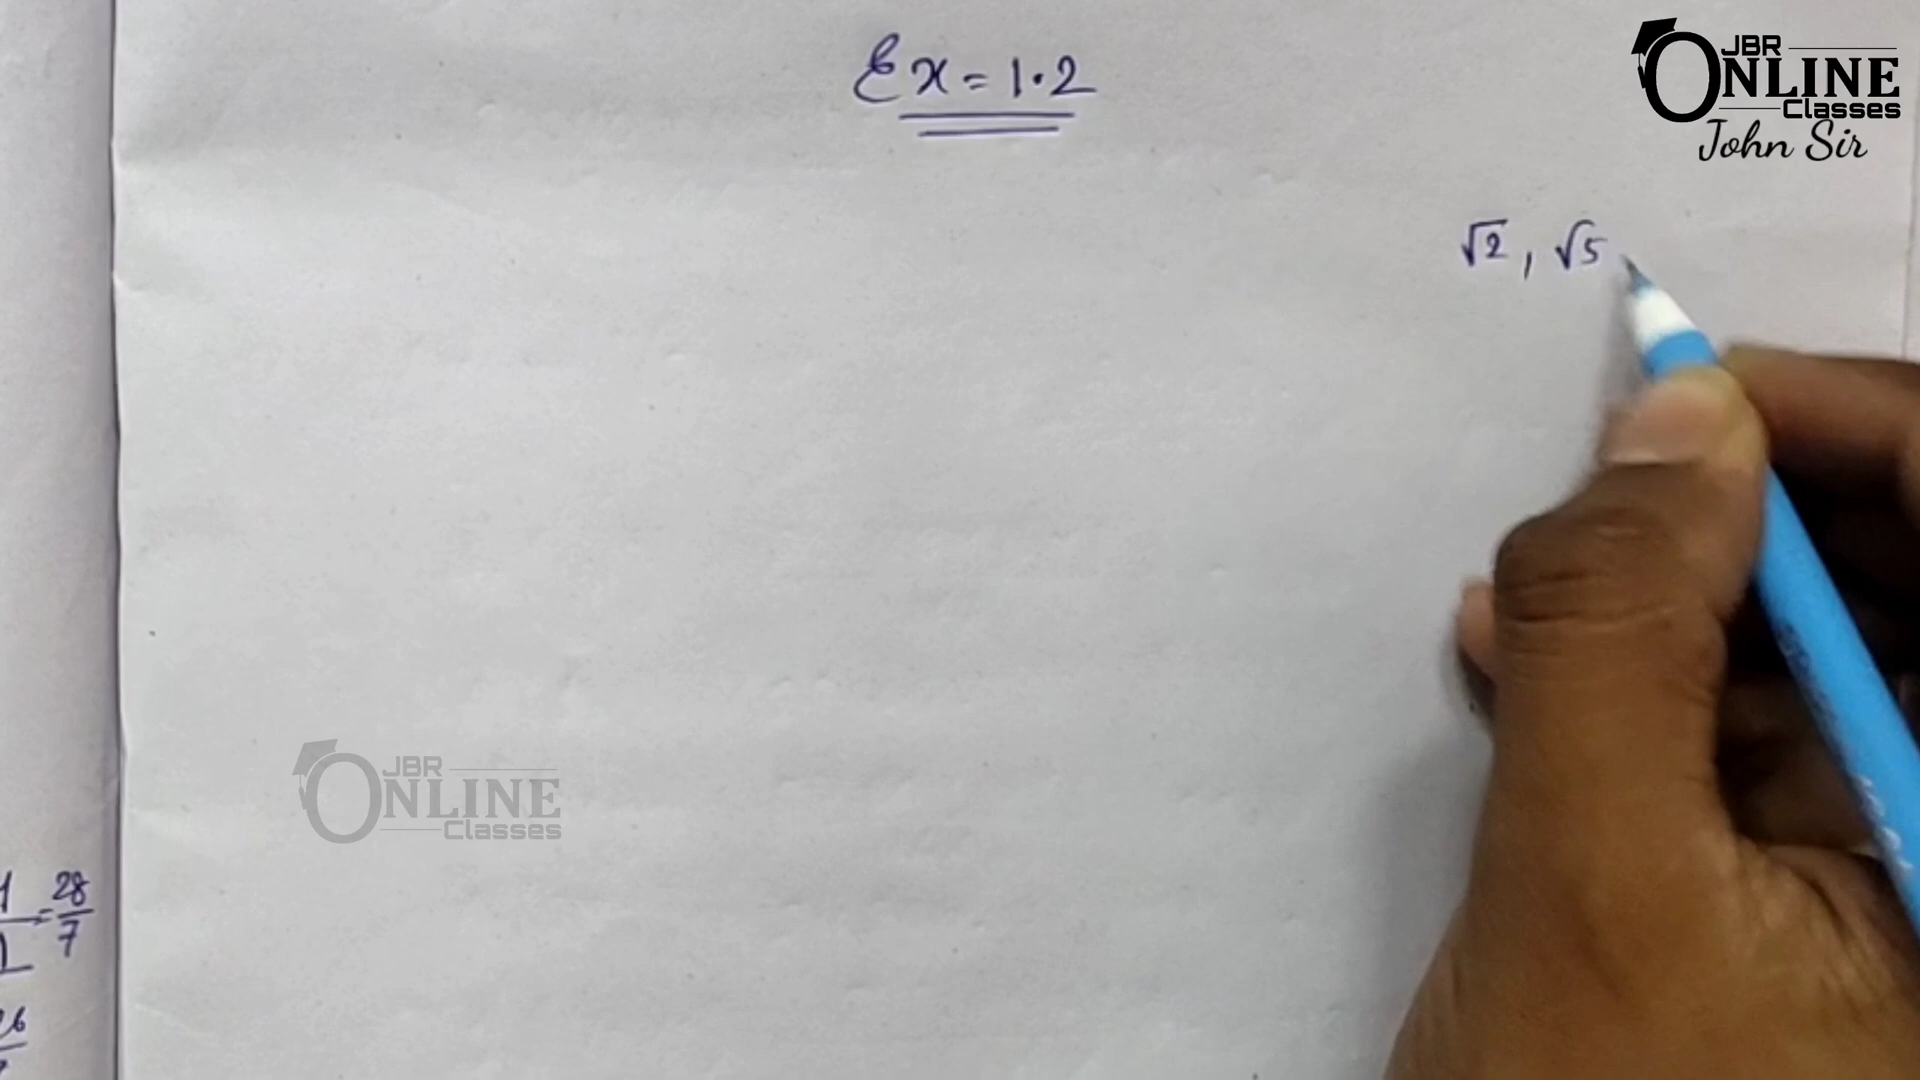 Ex = 1.2
JBR
ONLINE
Classes
John Sir
√2, √5
JBR
ONLINE
Classes
= 28/7